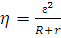 η = ε²/(R+r)